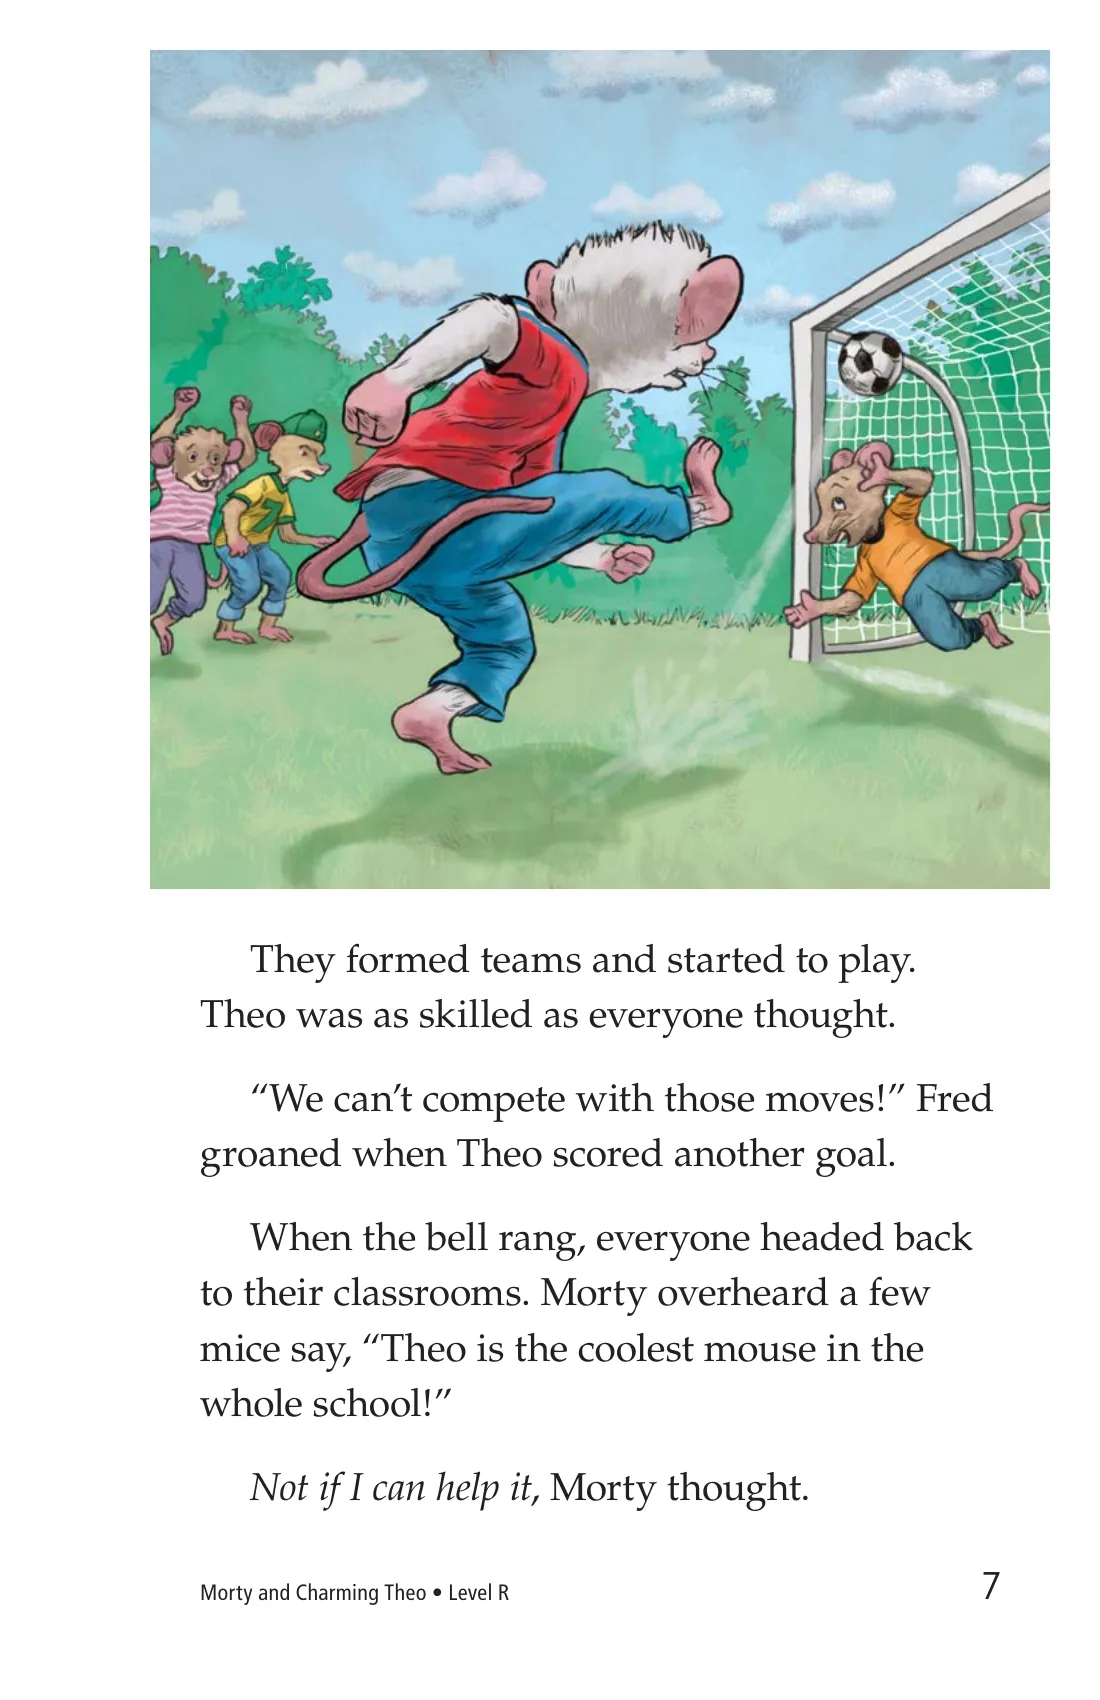 They formed teams and started to play.
Theo was as skilled as everyone thought.
“We can’t compete with those moves!” Fred
groaned when Theo scored another goal.
When the bell rang, everyone headed back
to their classrooms. Morty overheard a few
mice say, “Theo is the coolest mouse in the
whole school!”
Not if I can help it, Morty thought.
Morty and Charming Theo • Level R
7